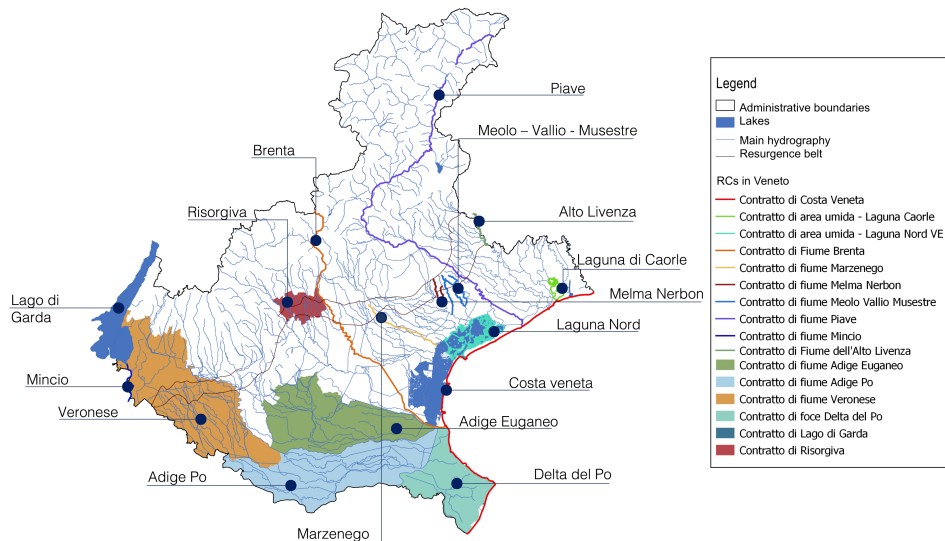 Piave
Meolo – Vallio - Musestre
Brenta
Risorgiva
Alto Livenza
Laguna di Caorle
Lago di
Garda
Melma Nerbon
Laguna Nord
Mincio
Costa veneta
Veronese
Adige Euganeo
Adige Po
Delta del Po
Marzenego
Legend
Administrative boundaries
Lakes
Main hydrography
Resurgence belt
RCs in Veneto
Contratto di Costa Veneta
Contratto di area umida - Laguna Caorle
Contratto di area umida - Laguna Nord VE
Contratto di Fiume Brenta
Contratto di fiume Marzenego
Contratto di fiume Melma Nerbon
Contratto di fiume Meolo Vallio Musestre
Contratto di fiume Piave
Contratto di fiume Mincio
Contratto di Fiume dell'Alto Livenza
Contratto di fiume Adige Euganeo
Contratto di fiume Adige Po
Contratto di fiume Veronese
Contratto di foce Delta del Po
Contratto di Lago di Garda
Contratto di Risorgiva